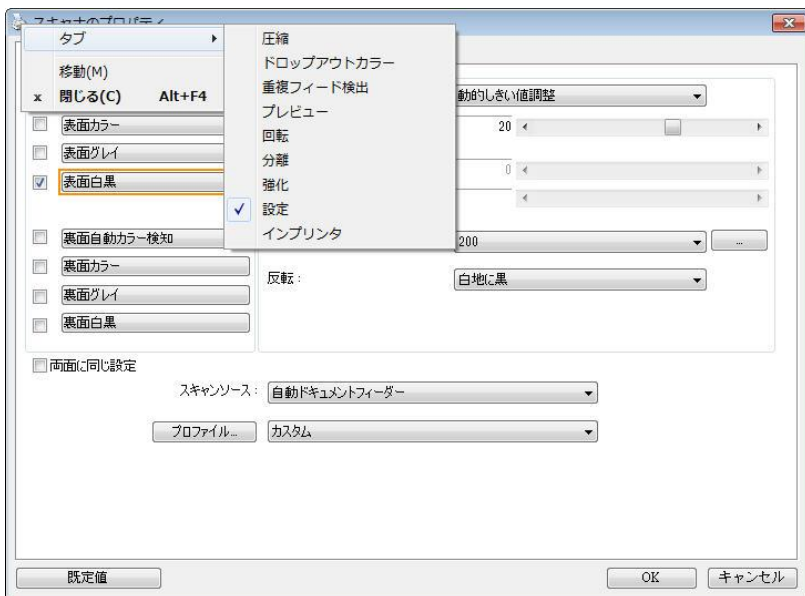 スキャナのプロパティ
タブ
移動(M)
x 閉じる(C) Alt+F4
圧縮
ドロップアウトカラー
重複フィード検出
プレビュー
回転
分離
強化
設定
インプリンタ
動的しきい値調整
表面カラー
20
表面グレイ
0
表面白黒
裏面自動カラー検知
200
...
裏面カラー
反転:
白地に黒
裏面グレイ
裏面白黒
両面に同じ設定
スキャンソース:
自動ドキュメントフィーダー
プロファイル...
カスタム
既定値
OK
キャンセル